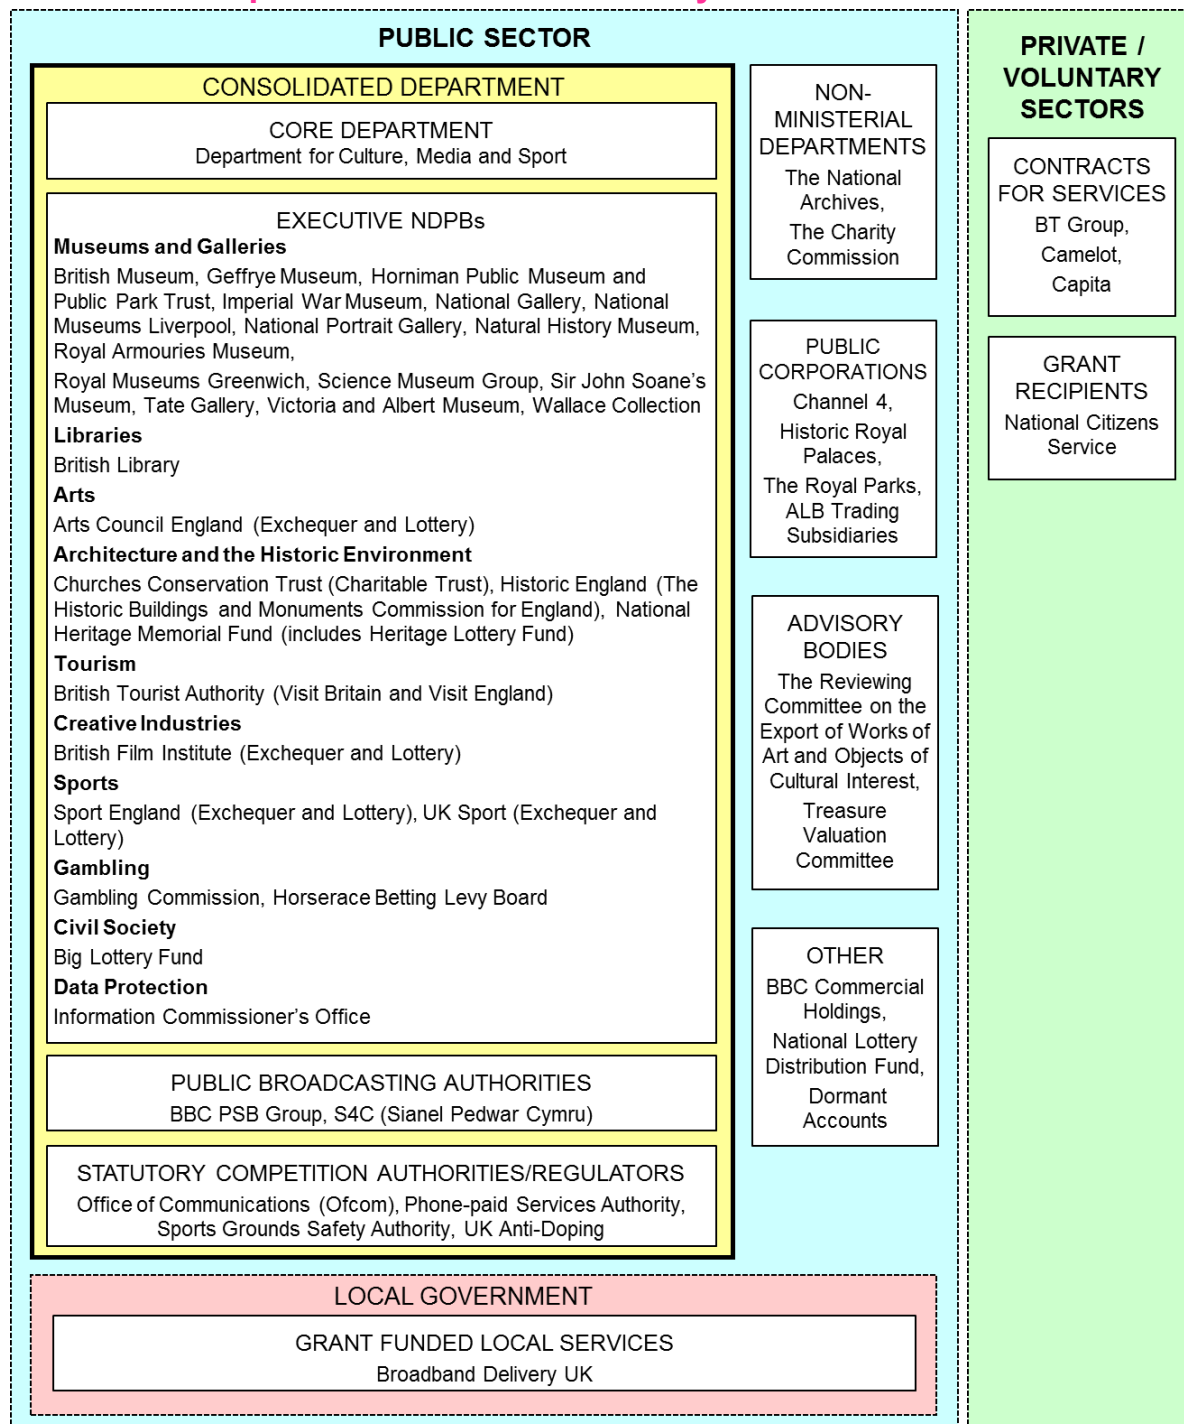 PUBLIC SECTOR
CONSOLIDATED DEPARTMENT
CORE DEPARTMENT
Department for Culture, Media and Sport
EXECUTIVE NDPBs
Museums and Galleries
British Museum, Geffrye Museum, Horniman Public Museum and
Public Park Trust, Imperial War Museum, National Gallery, National
Museums Liverpool, National Portrait Gallery, Natural History Museum,
Royal Armouries Museum,
Royal Museums Greenwich, Science Museum Group, Sir John Soane's
Museum, Tate Gallery, Victoria and Albert Museum, Wallace Collection
Libraries
British Library
Arts
Arts Council England (Exchequer and Lottery)
Architecture and the Historic Environment
Churches Conservation Trust (Charitable Trust), Historic England (The
Historic Buildings and Monuments Commission for England), National
Heritage Memorial Fund (includes Heritage Lottery Fund)
Tourism
British Tourist Authority (Visit Britain and Visit England)
Creative Industries
British Film Institute (Exchequer and Lottery)
Sports
Sport England (Exchequer and Lottery), UK Sport (Exchequer and
Lottery)
Gambling
Gambling Commission, Horserace Betting Levy Board
Civil Society
Big Lottery Fund
Data Protection
Information Commissioner's Office
PUBLIC BROADCASTING AUTHORITIES
BBC PSB Group, S4C (Sianel Pedwar Cymru)
STATUTORY COMPETITION AUTHORITIES/REGULATORS
Office of Communications (Ofcom), Phone-paid Services Authority,
Sports Grounds Safety Authority, UK Anti-Doping
LOCAL GOVERNMENT
GRANT FUNDED LOCAL SERVICES
Broadband Delivery UK
NON-
MINISTERIAL
DEPARTMENTS
The National
Archives,
The Charity
Commission
PUBLIC
CORPORATIONS
Channel 4,
Historic Royal
Palaces,
The Royal Parks,
ALB Trading
Subsidiaries
ADVISORY
BODIES
The Reviewing
Committee on the
Export of Works of
Art and Objects of
Cultural Interest,
Treasure
Valuation
Committee
OTHER
BBC Commercial
Holdings,
National Lottery
Distribution Fund,
Dormant
Accounts
PRIVATE /
VOLUNTARY
SECTORS
CONTRACTS
FOR SERVICES
BT Group,
Camelot,
Capita
GRANT
RECIPIENTS
National Citizens
Service